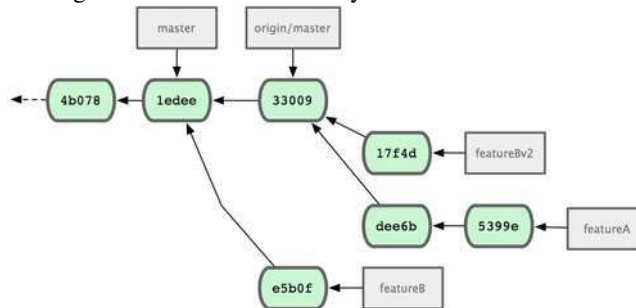 master origin/master
4b078 1edee 33009
17f4d featureBv2
dee6b 5399e featureA
e5b0f featureB